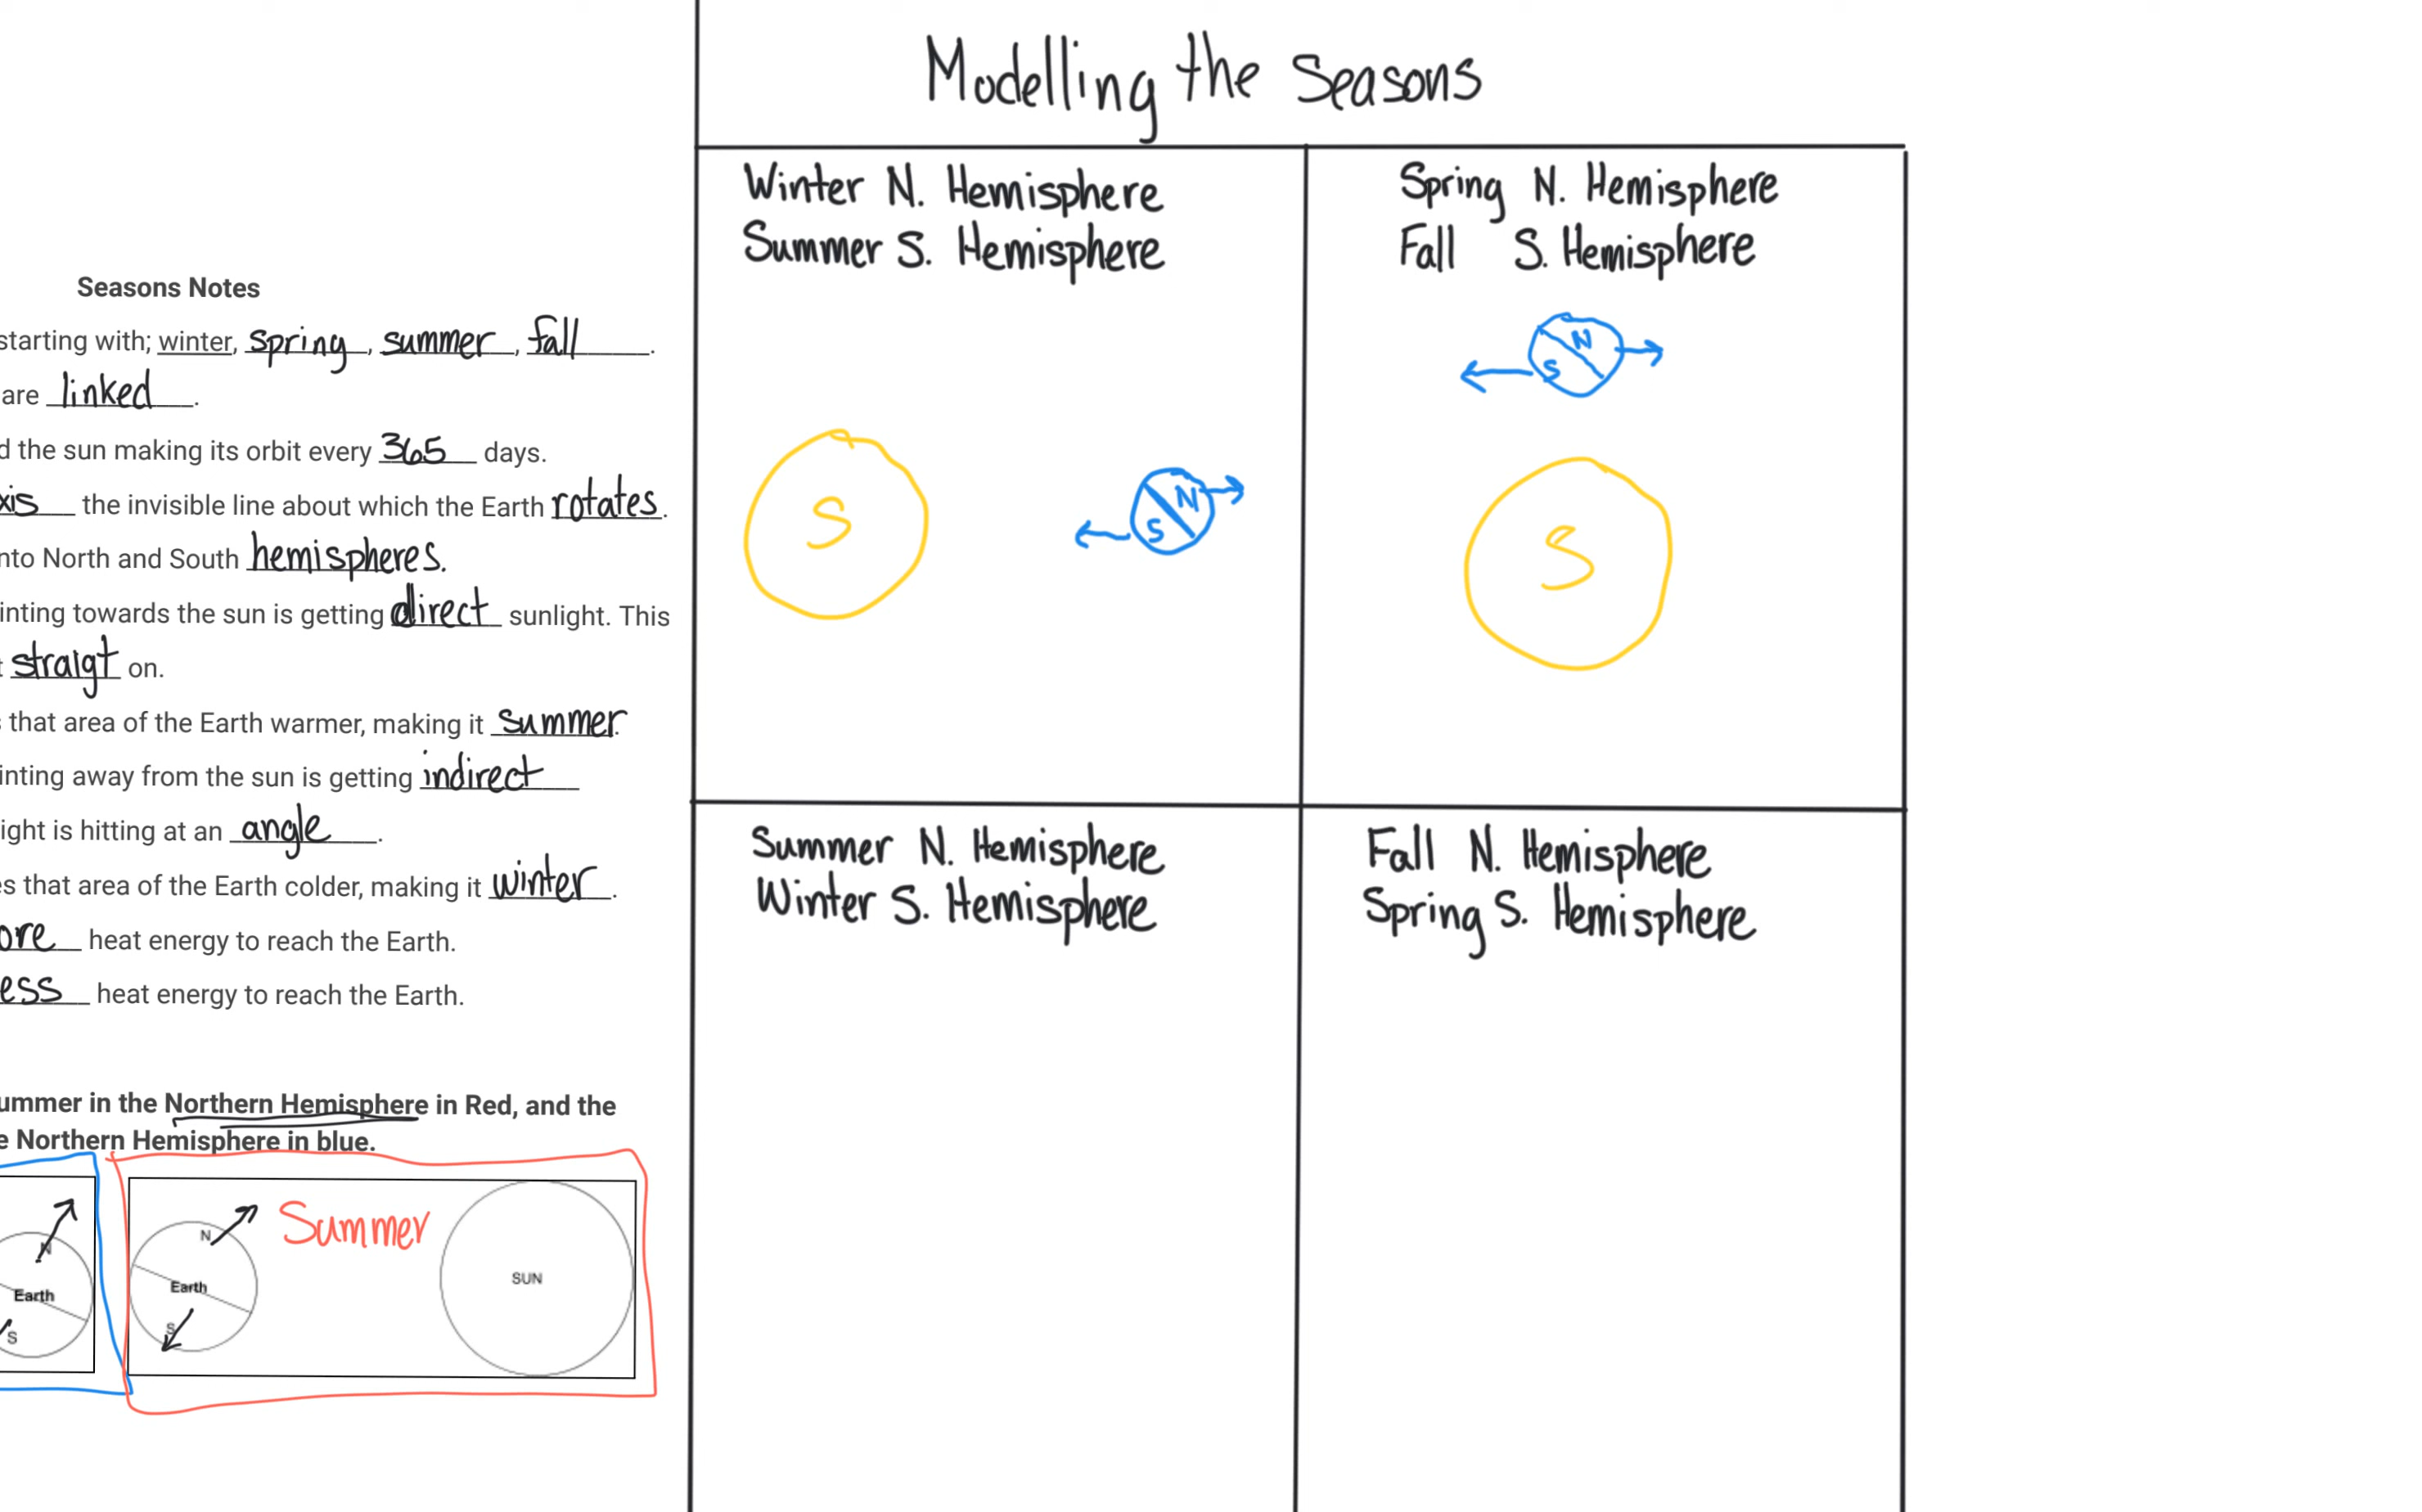 Seasons Notes
starting with; winter, spring, summer, fall.
are linked.
d the sun making its orbit every 365 days.
xis the invisible line about which the Earth rotates.
nto North and South hemispheres.
inting towards the sun is getting direct sunlight. This
t straigt on.
s that area of the Earth warmer, making it summer.
inting away from the sun is getting indirect
ight is hitting at an angle.
es that area of the Earth colder, making it winter.
ore heat energy to reach the Earth.
ess heat energy to reach the Earth.
ummer in the Northern Hemisphere in Red, and the
e Northern Hemisphere in blue.
N
Earth
S
N
Summer
Earth
S
SUN
Modelling the Seasons
Winter N. Hemisphere
Summer S. Hemisphere
S
N
S
Spring N. Hemisphere
Fall S. Hemisphere
N
S
S
Summer N. Hemisphere
Winter S. Hemisphere
Fall N. Hemisphere
Spring S. Hemisphere